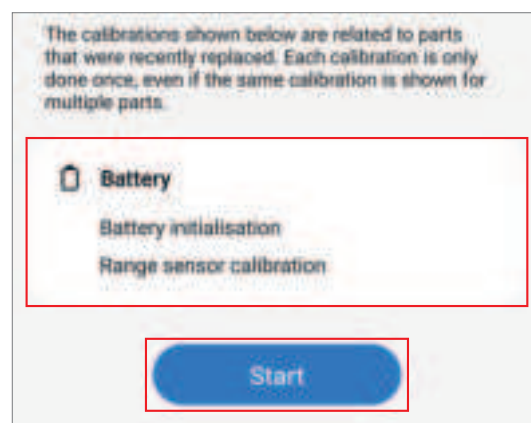 The calibrations shown below are related to parts
that were recently replaced. Each calibration is only
done once, even if the same calibration is shown for
multiple parts.
Battery
Battery initialisation
Range sensor calibration
Start